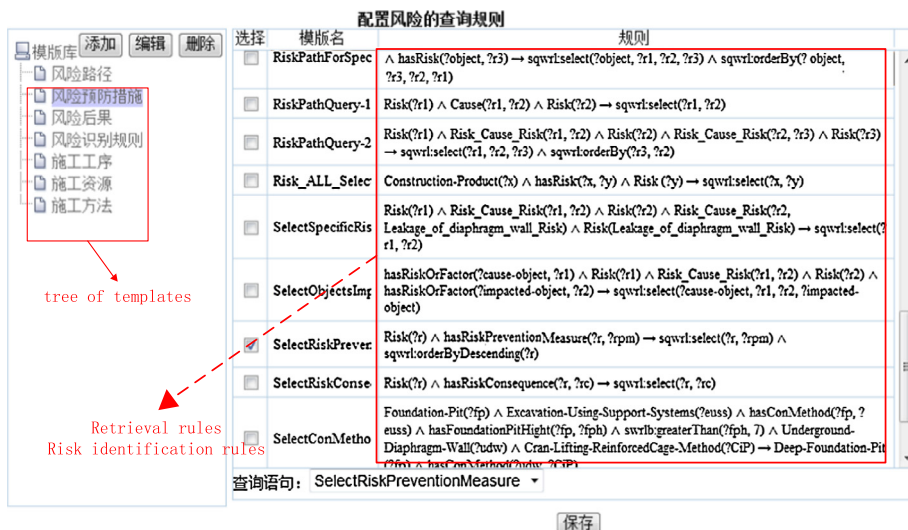 配置风险的查询规则
模版库
添加 编辑 删除
风险路径
风险预防措施
风险后果
风险识别规则
施工工序
施工资源
施工方法
tree of templates
选择 模版名 规则
RiskPathForSpec
∧ hasRisk(?object, ?r3) → sqwrl:select(?object, ?r1, ?r2, ?r3) ∧ sqwrl:orderBy(? object,
?r3, ?r2, ?r1)
RiskPathQuery-1
Risk(?r1) ∧ Cause(?r1, ?r2) ∧ Risk(?r2) → sqwrl:select(?r1, ?r2)
RiskPathQuery-2
Risk(?r1) ∧ Risk_Cause_Risk(?r1, ?r2) ∧ Risk(?r2) ∧ Risk_Cause_Risk(?r2, ?r3) ∧ Risk(?r3)
→ sqwrl:select(?r1, ?r2, ?r3) ∧ sqwrl:orderBy(?r3, ?r2)
Risk_ALL_Selec
Construction-Product(?x) ∧ hasRisk(?x, ?y) ∧ Risk (?y) → sqwrl:select(?x, ?y)
SelectSpecificRis
Risk(?r1) ∧ Risk_Cause_Risk(?r1, ?r2) ∧ Risk(?r2) ∧ Risk_Cause_Risk(?r2,
Leakage_of_diaphragm_wall_Risk) ∧ Risk(Leakage_of_diaphragm_wall_Risk) → sqwrl:select(?
r1, ?r2)
SelectObjectsImp
hasRiskOrFactor(?cause-object, ?r1) ∧ Risk(?r1) ∧ Risk_Cause_Risk(?r1, ?r2) ∧ Risk(?r2) ∧
hasRiskOrFactor(?impacted-object, ?r2) → sqwrl:select(?cause-object, ?r1, ?r2, ?impacted-
object)
SelectRiskPreven
Risk(?r) ∧ hasRiskPreventionMeasure(?r, ?rpm) → sqwrl:select(?r, ?rpm) ∧
sqwrl:orderByDescending(?r)
SelectRiskConse
Risk(?r) ∧ hasRiskConsequence(?r, ?rc) → sqwrl:select(?r, ?rc)
SelectConMetho
Foundation-Pit(?fp) ∧ Excavation-Using-Support-Systems(?euss) ∧ hasConMethod(?fp, ?
euss) ∧ hasFoundationPitHight(?fp, ?fph) ∧ swrlb:greaterThan(?fph, 7) ∧ Underground-
Diaphragm-Wall(?udw) ∧ Cran-Lifting-ReinforcedCage-Method(?CiP) → Deep-Foundation-Pit
(?fp) ∧ hasConMethod(?udw, ?CiP)
Retrieval rules
Risk identification rules
查询语句： SelectRiskPreventionMeasure
保存